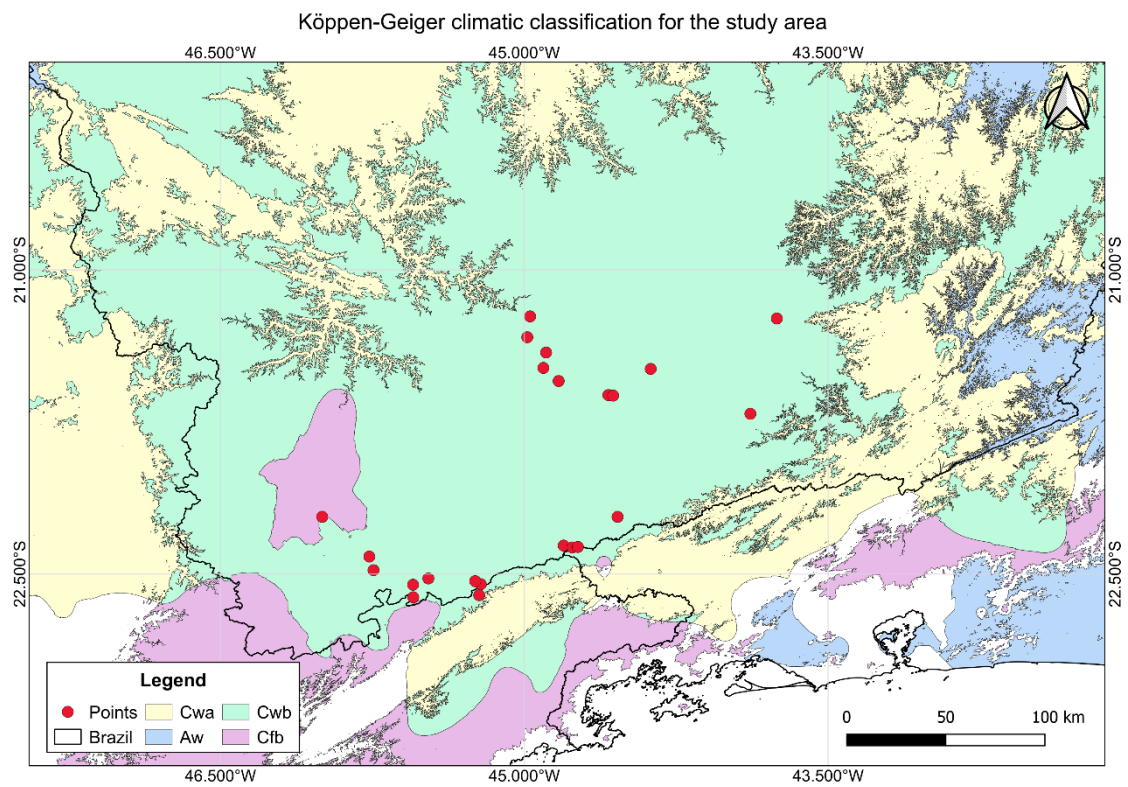 Köppen-Geiger climatic classification for the study area
46.500°W 45.000°W 43.500°W
21.000°S 21.000°S
22.500°S 22.500°S
Legend
Points Cwa Cwb
Brazil Aw Cfb
0 50 100 km
46.500°W 45.000°W 43.500°W